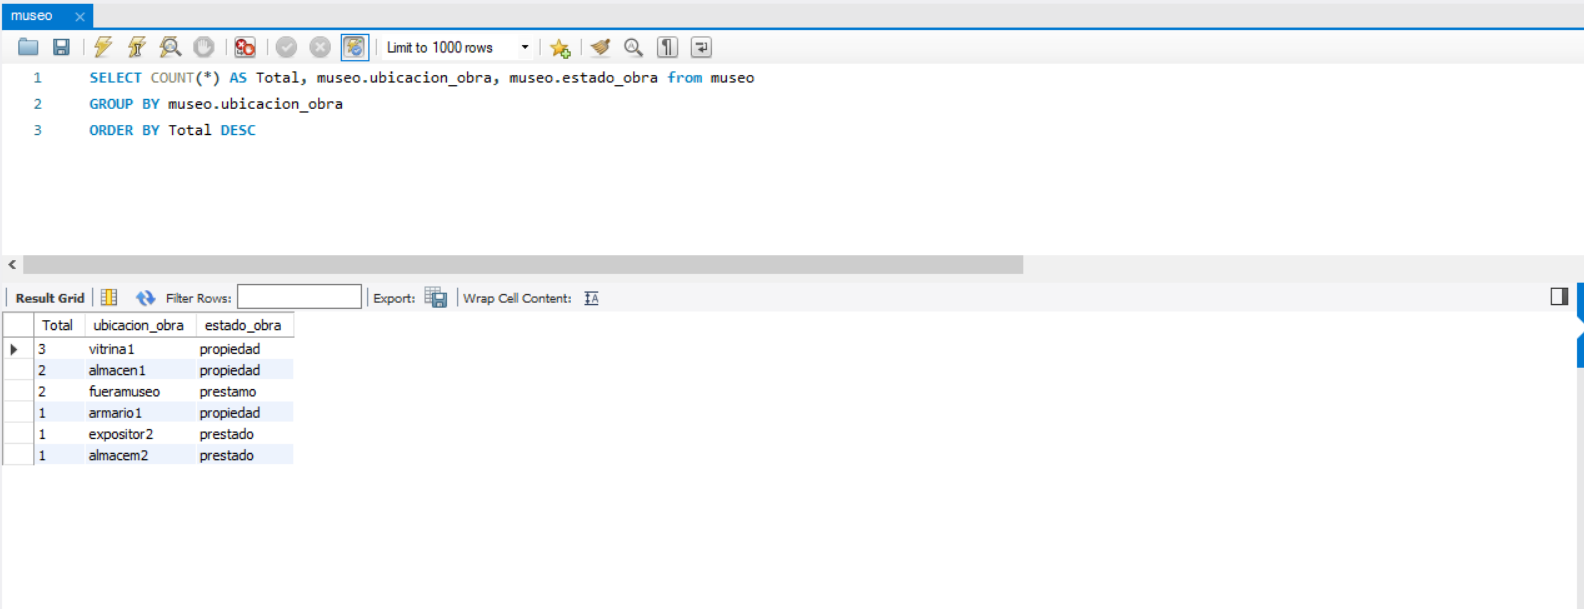 museo
Limit to 1000 rows
1 SELECT COUNT(*) AS Total, museo.ubicacion_obra, museo.estado_obra from museo
2 GROUP BY museo.ubicacion_obra
3 ORDER BY Total DESC
Result Grid Filter Rows: Export: Wrap Cell Content:
Total ubicacion_obra estado_obra
3 vitrina1 propiedad
2 almacen1 propiedad
2 fueramuseo prestamo
1 armario1 propiedad
1 expositor2 prestado
1 almacem2 prestado